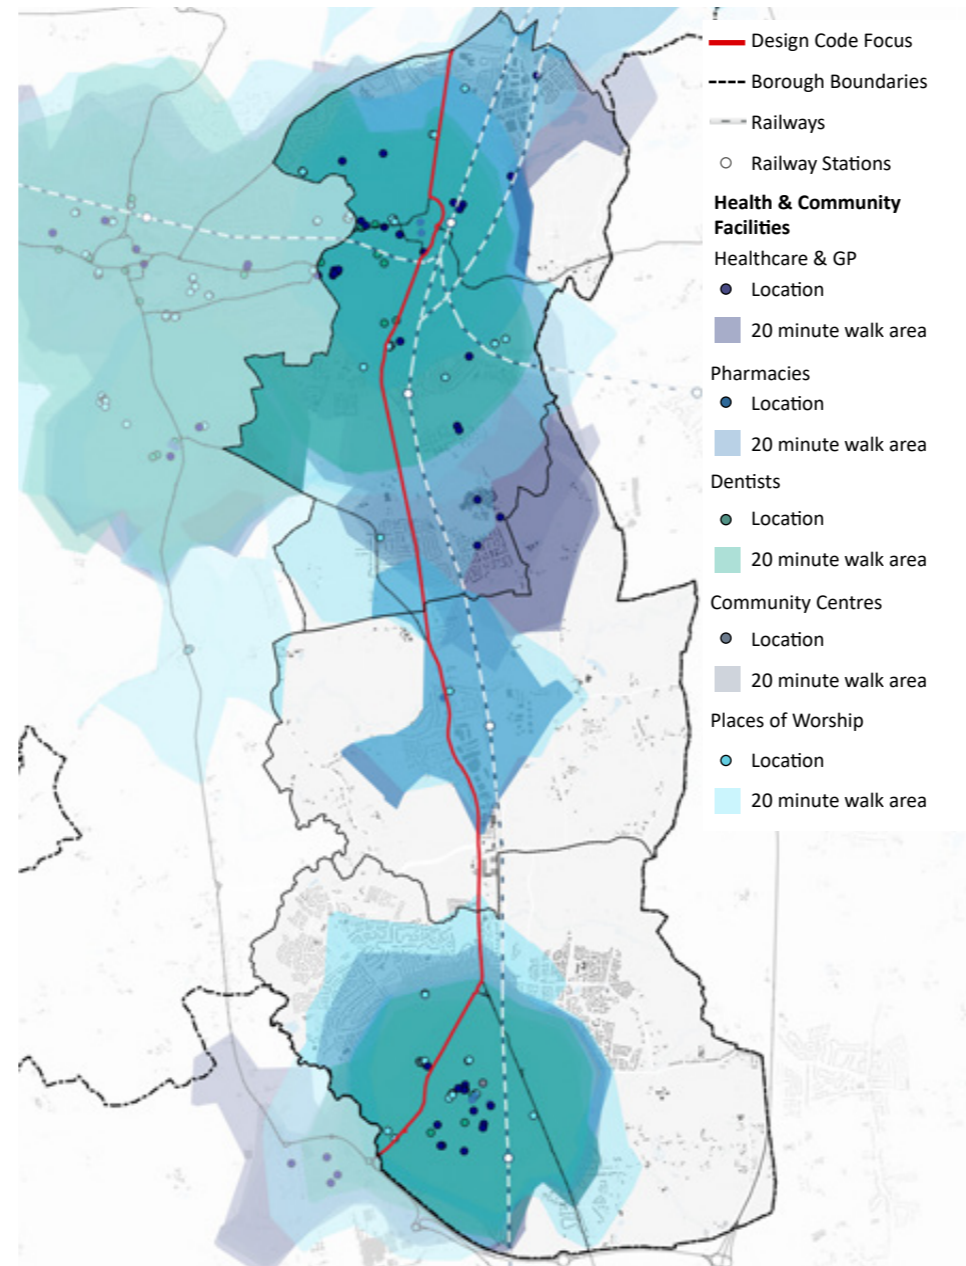 Design Code Focus
Borough Boundaries
Railways
Railway Stations
Health & Community
Facilities
Healthcare & GP
Location
20 minute walk area
Pharmacies
Location
20 minute walk area
Dentists
Location
20 minute walk area
Community Centres
Location
20 minute walk area
Places of Worship
Location
20 minute walk area